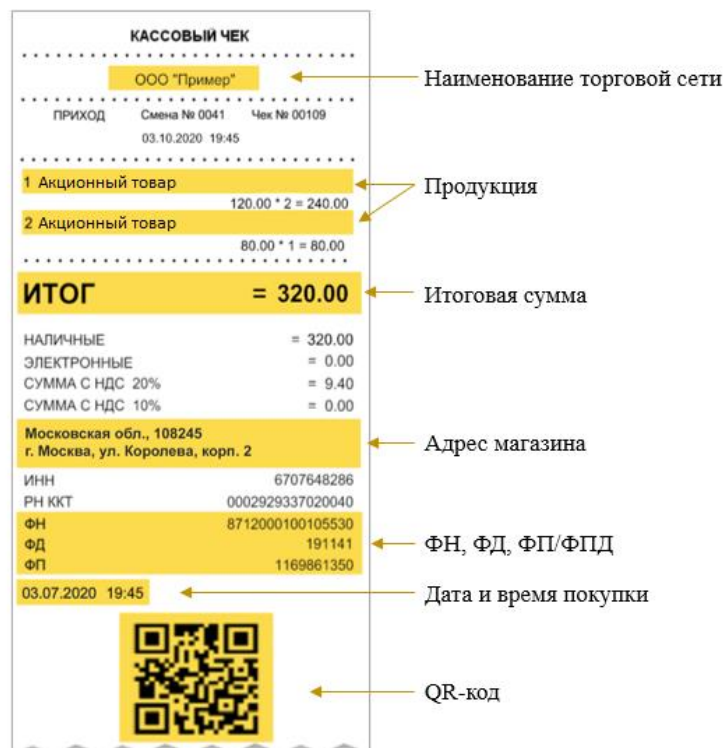 КАССОВЫЙ ЧЕК
ООО "Пример"
Наименование торговой сети
ПРИХОД Смена № 0041 Чек № 00109
03.10.2020 19:45
1 Акционный товар
Продукция
120.00 * 2 = 240.00
2 Акционный товар
80.00 * 1 = 80.00
ИТОГ = 320.00
Итоговая сумма
НАЛИЧНЫЕ = 320.00
ЭЛЕКТРОННЫЕ = 0.00
СУММА С НДС 20% = 9.40
СУММА С НДС 10% = 0.00
Московская обл., 108245
г. Москва, ул. Королева, корп. 2
Адрес магазина
ИНН 6707648286
РН ККТ 0002929337020040
ФН 8712000100105530
ФД 191141
ФН, ФД, ФП/ФПД
ФП 1169861350
03.07.2020 19:45
Дата и время покупки
QR-код